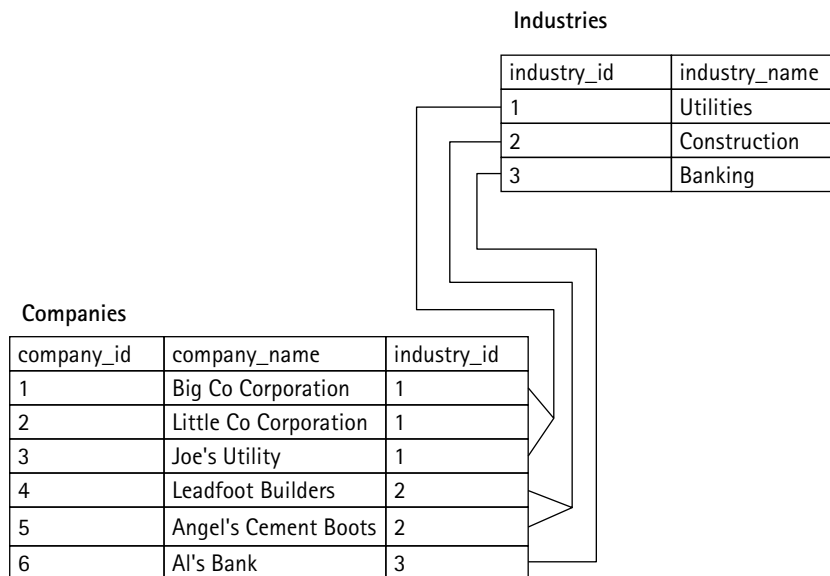 Industries
industry_id industry_name
1 Utilities
2 Construction
3 Banking
Companies
company_id company_name industry_id
1 Big Co Corporation 1
2 Little Co Corporation 1
3 Joe's Utility 1
4 Leadfoot Builders 2
5 Angel's Cement Boots 2
6 Al's Bank 3